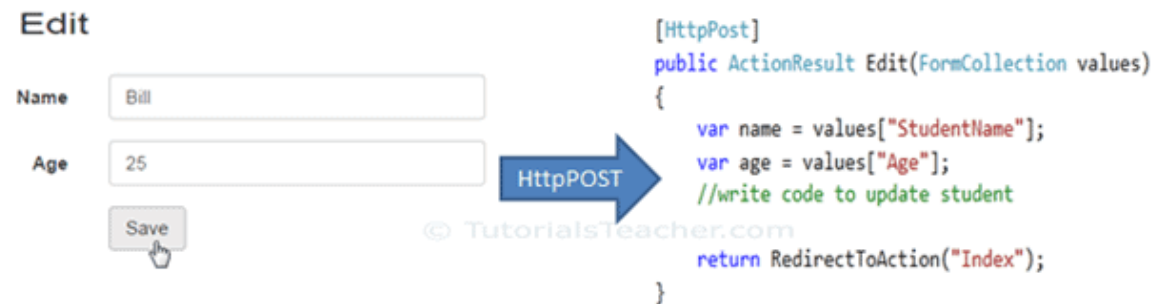 Edit
Name
Bill
Age
25
Save
HttpPOST
© TutorialsTeacher.com
[HttpPost]
public ActionResult Edit(FormCollection values)
{
var name = values["StudentName"];
var age = values["Age"];
//write code to update student
return RedirectToAction("Index");
}